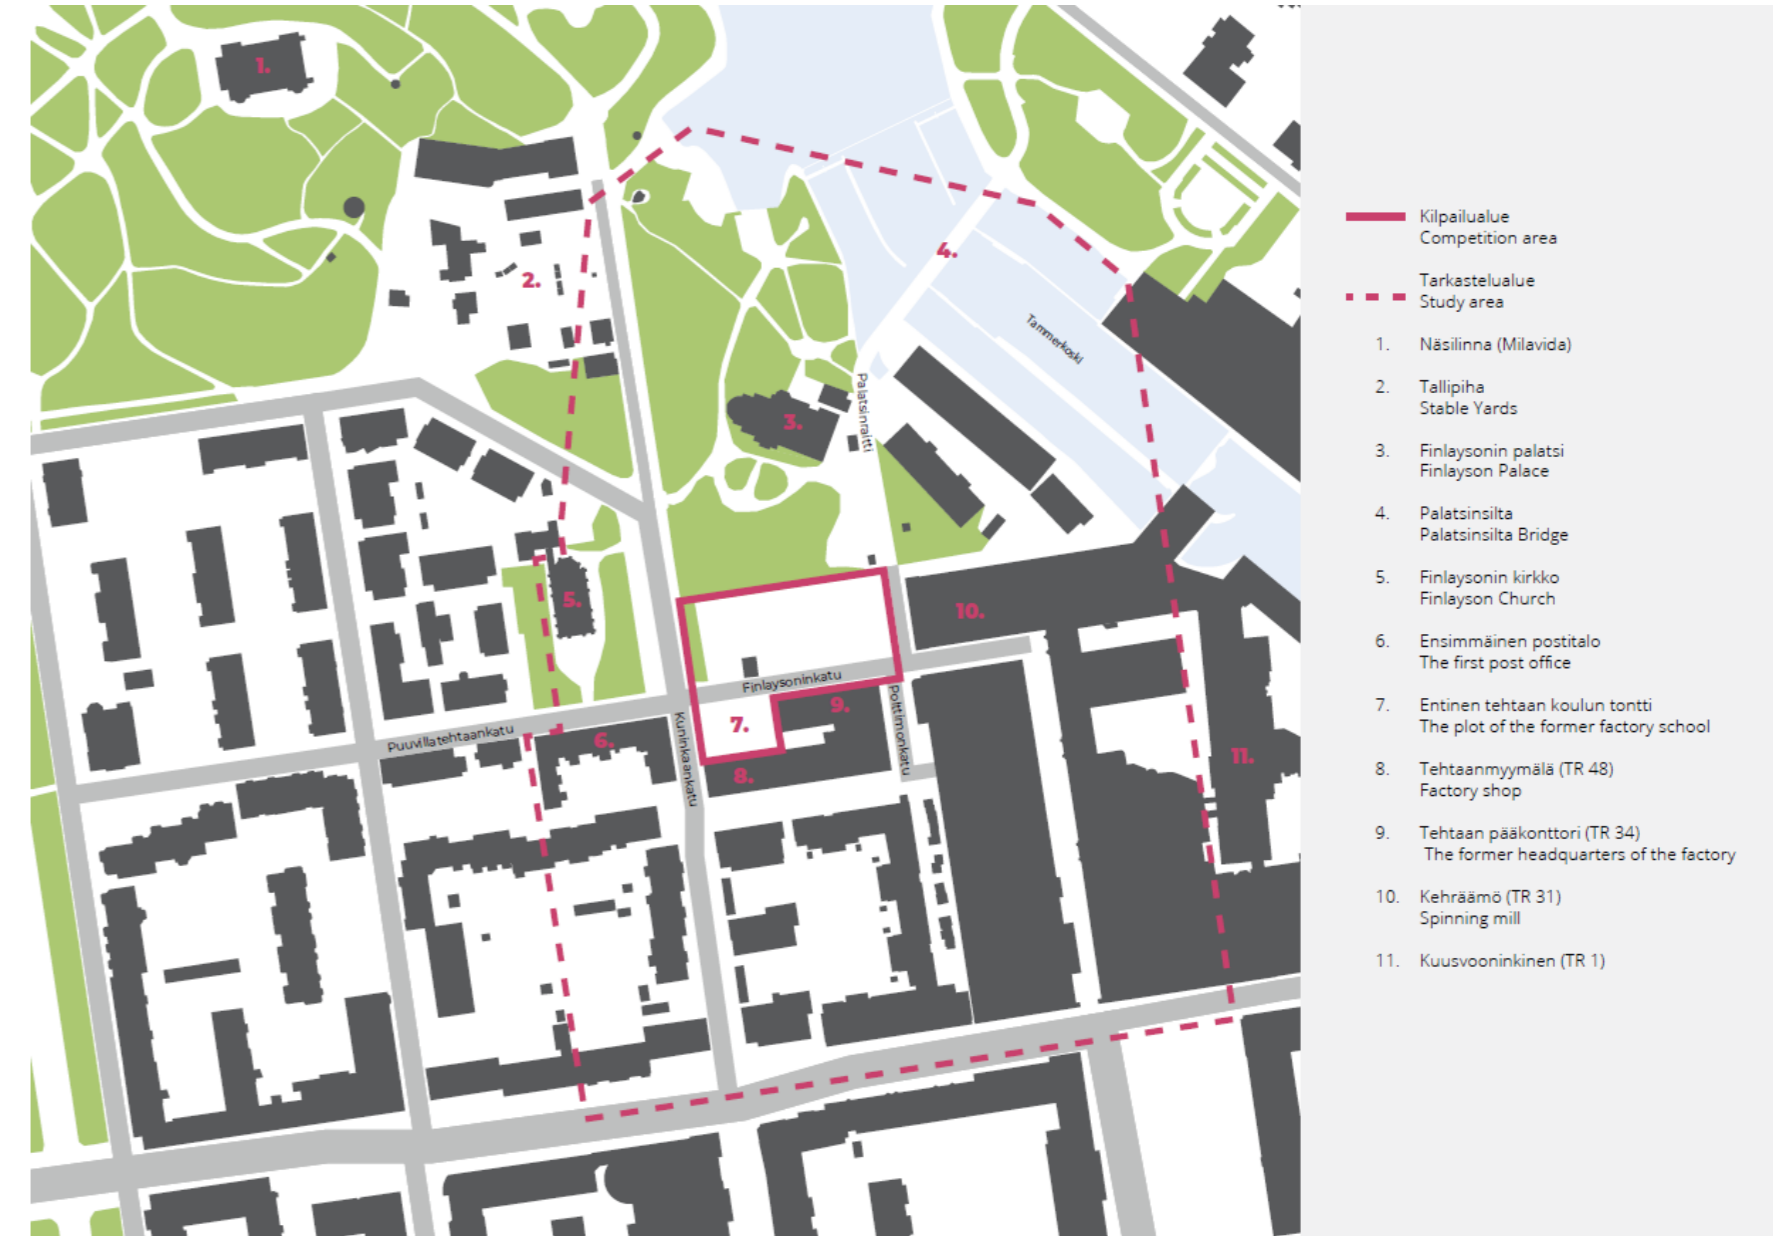 1.
2.
4.
Tammerkoski
Palatsinraitti
3.
5.
10.
Finlaysoninkatu
9.
7.
Puuvillatehtaankatu
6.
Kuninkaankatu
8.
Polttimonkatu
11.
Kilpailualue
Competition area
Tarkastelualue
Study area
1. Näsilinna (Milavida)
2. Tallipiha
Stable Yards
3. Finlaysonin palatsi
Finlayson Palace
4. Palatsinsilta
Palatsinsilta Bridge
5. Finlaysonin kirkko
Finlayson Church
6. Ensimmäinen postitalo
The first post office
7. Entinen tehtaan koulun tontti
The plot of the former factory school
8. Tehtaanmyymälä (TR 48)
Factory shop
9. Tehtaan pääkonttori (TR 34)
The former headquarters of the factory
10. Kehräämö (TR 31)
Spinning mill
11. Kuusvooninkinen (TR 1)